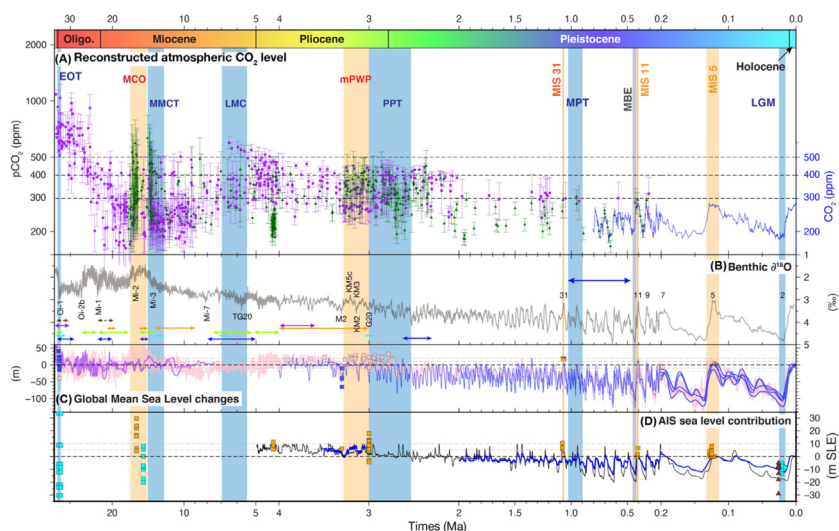 Oligo. Miocene Pliocene Pleistocene
2000 (A) Reconstructed atmospheric CO2 level Holocene
EOT MCO mPWP MIS 31 MIS 11 MIS 5
MMCT LMC PPT MPT MBE LGM
1000
pCO2 (ppm)
500 500
400 400
300 300
200 200
CO2 (ppm)
1
(B) Benthic ∂18O
2
3
4
5
(‰)
Oi-1 Oi-2b Mi-1 Mi-2 Mi-3 Mi-7 TG20 M2 KM5c KM3 KM2 G20 31 11 9 7 5 2
50
0
-50
-100
(m)
(C) Global Mean Sea Level changes (D) AIS sea level contribution
30
20
10
0
-10
-20
-30
(m SLE)
30 20 10 5 4 3 2 1.0 0.5 0.2 0.1 0.0
Times (Ma)